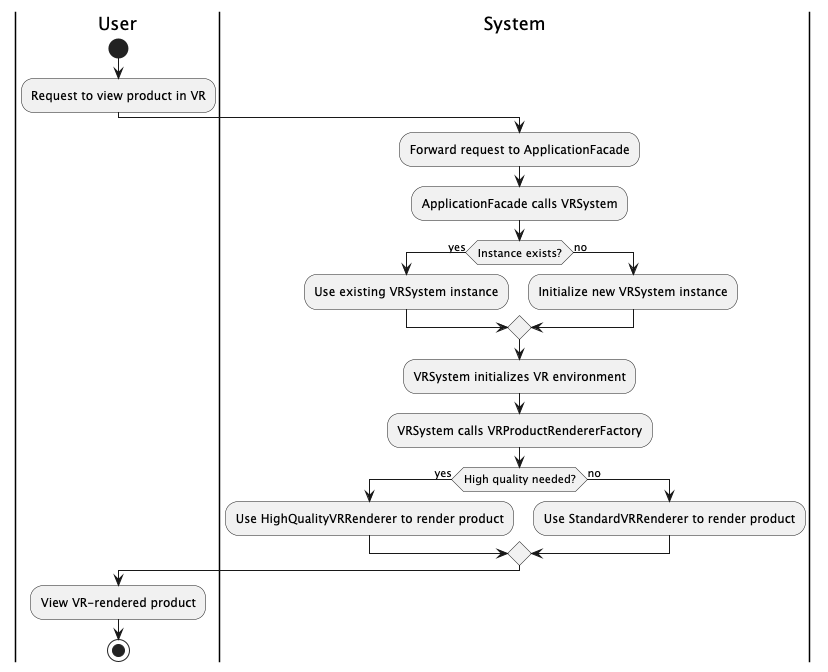 User
System
Request to view product in VR
Forward request to ApplicationFacade
ApplicationFacade calls VRSystem
yes
Instance exists?
no
Use existing VRSystem instance
Initialize new VRSystem instance
VRSystem initializes VR environment
VRSystem calls VRProductRendererFactory
yes
High quality needed?
no
Use HighQualityVRRenderer to render product
Use StandardVRRenderer to render product
View VR-rendered product